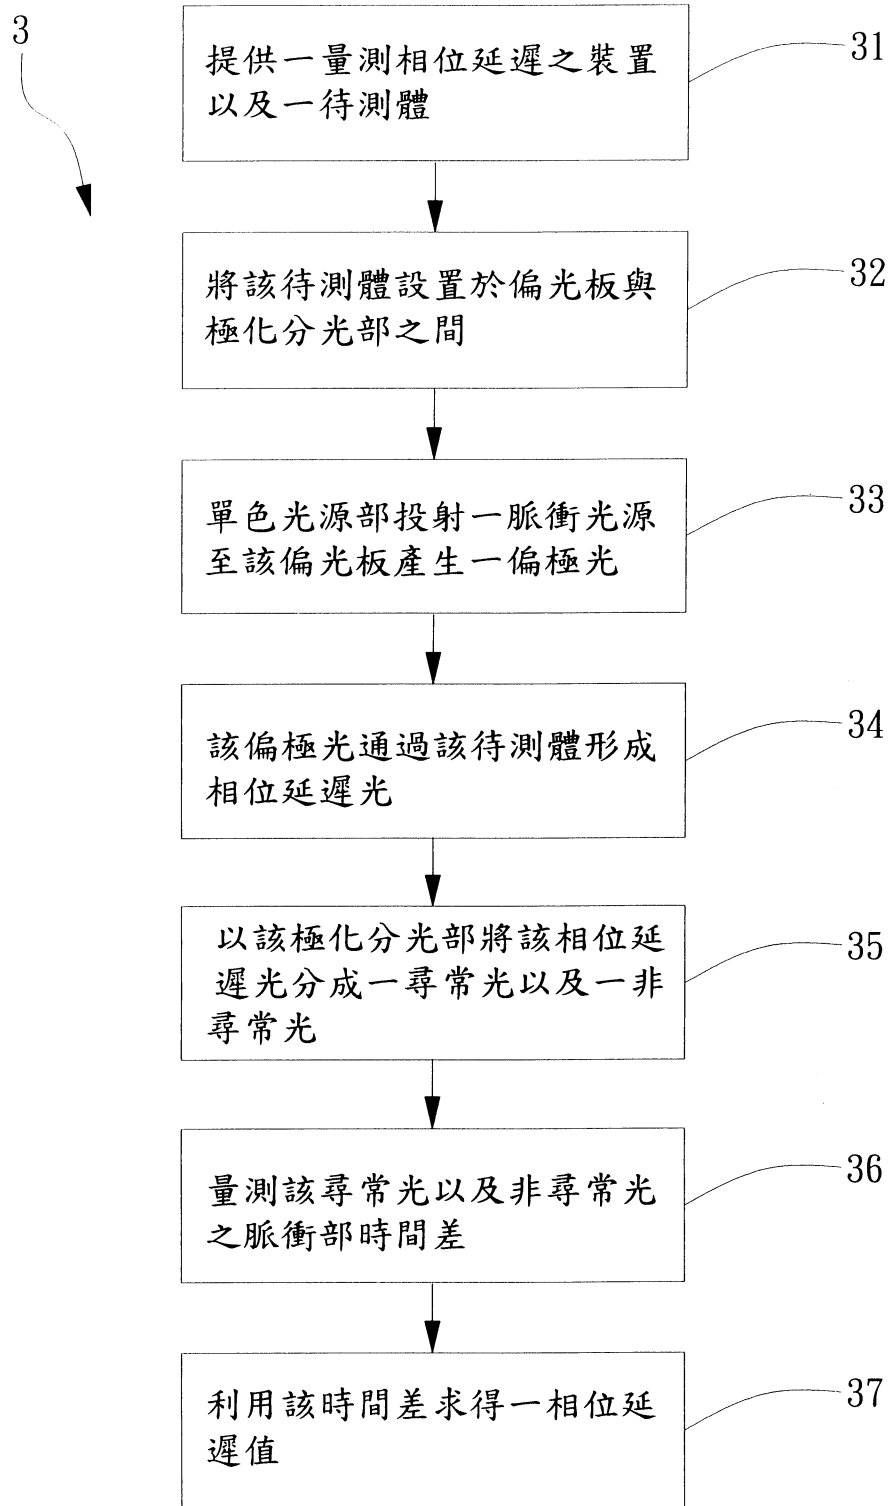 3
提供一量測相位延遲之裝置
以及一待測體
31
將該待測體設置於偏光板與
極化分光部之間
32
單色光源部投射一脈衝光源
至該偏光板產生一偏極光
33
該偏極光通過該待測體形成
相位延遲光
34
以該極化分光部將該相位延
遲光分成一尋常光以及一非
尋常光
35
量測該尋常光以及非尋常光
之脈衝部時間差
36
利用該時間差求得一相位延
遲值
37